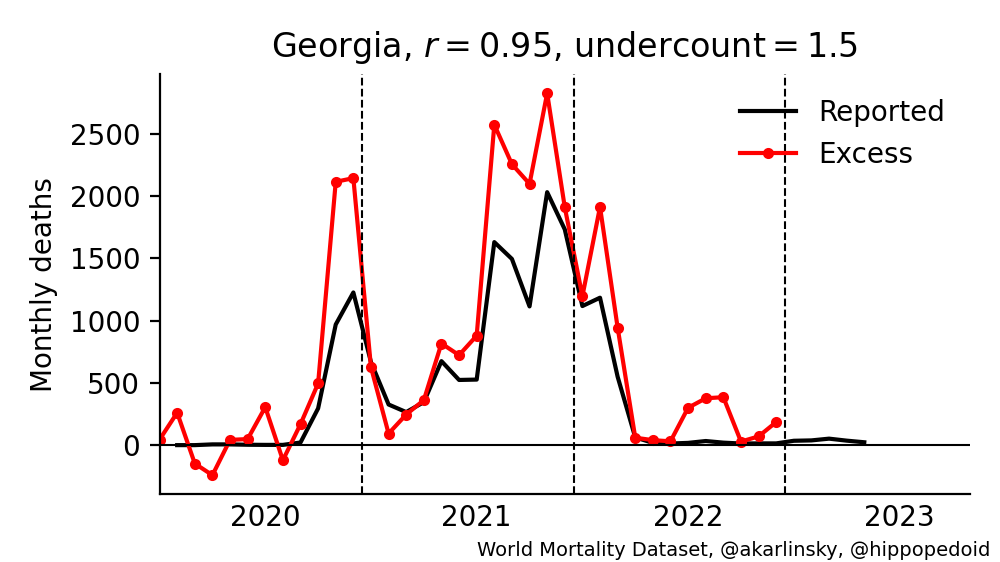 Georgia, r = 0.95, undercount = 1.5
Reported
Excess
Monthly deaths
2500
2000
1500
1000
500
0
2020 2021 2022 2023
World Mortality Dataset, @akarlinsky, @hippopedoid